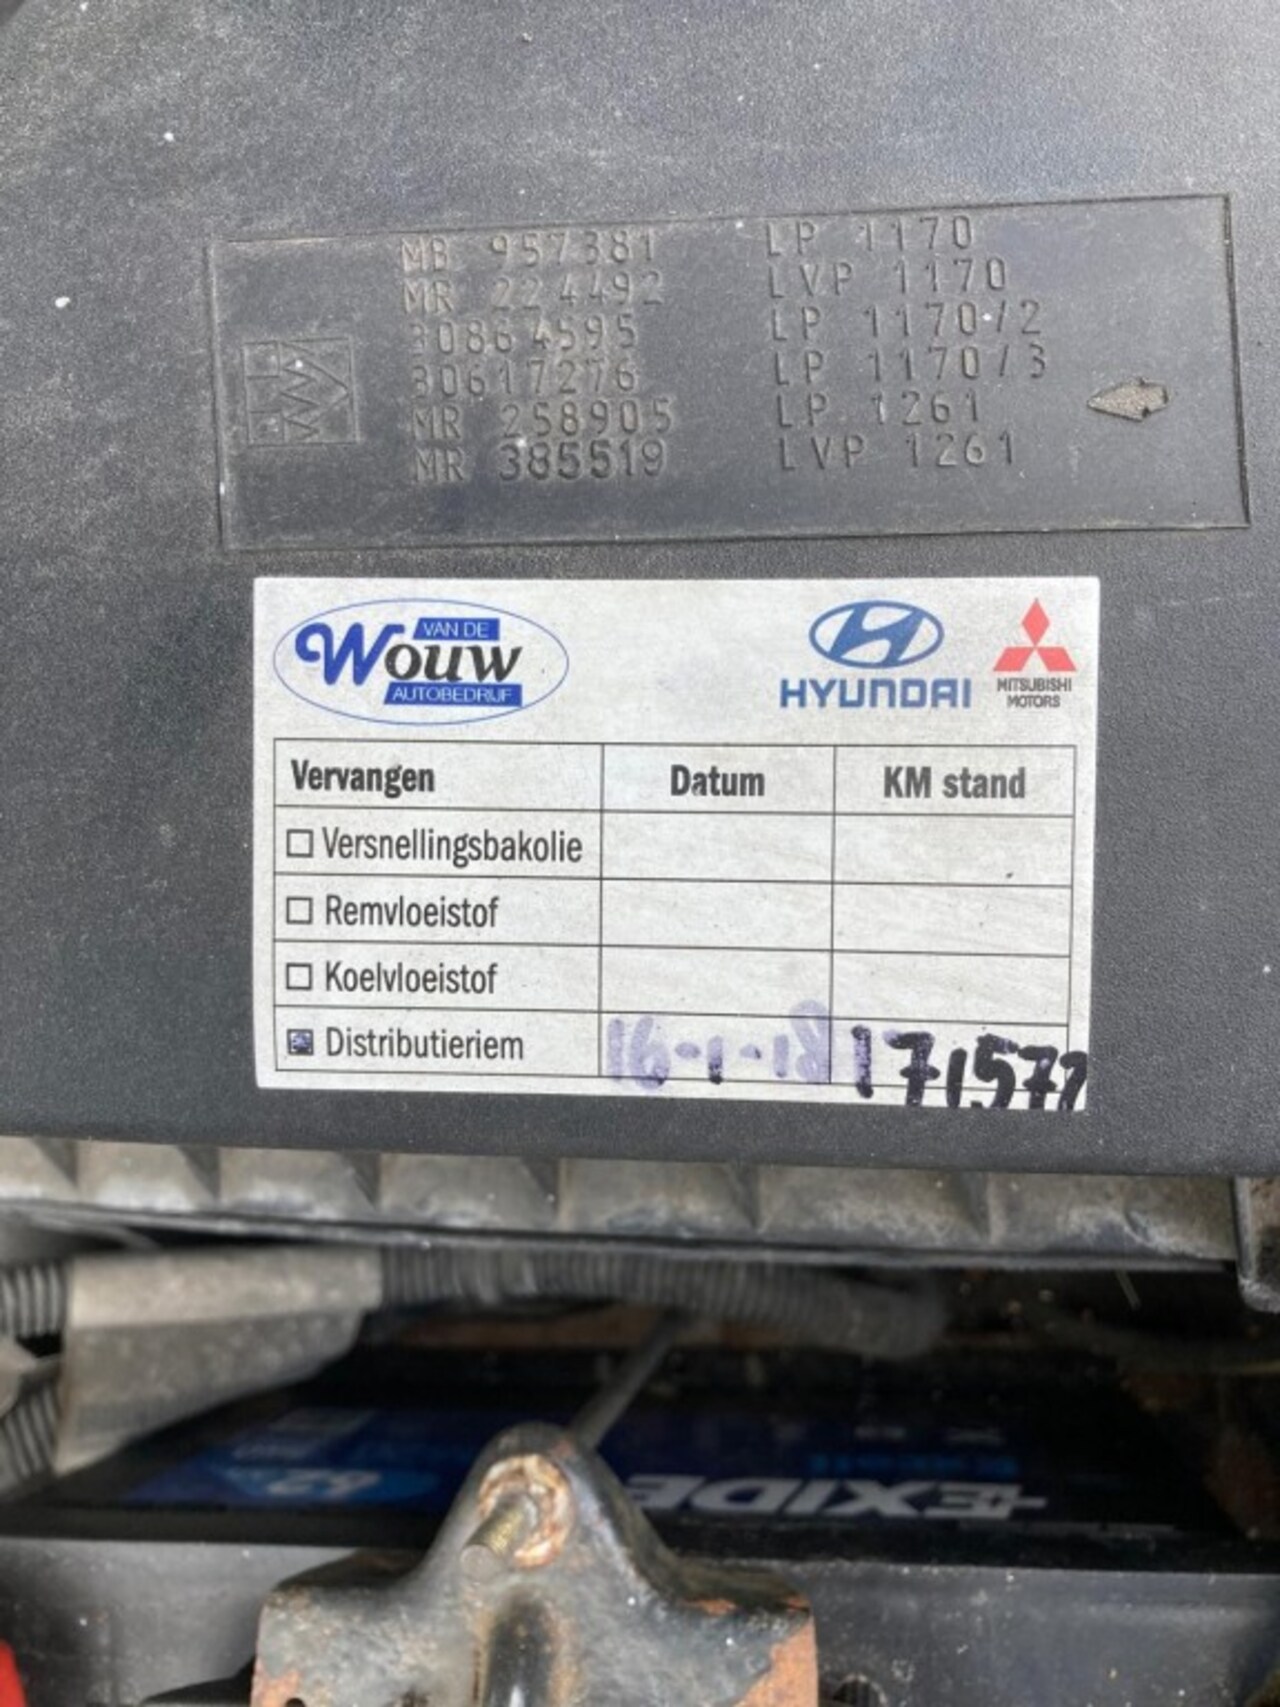 MB 957381 LP 1170
MR 224492 LVP 1170
30864595 LP 1170/2
30617276 LP 1170/3
MR 258905 LP 1261
MR 385519 LVP 1261
VAN DE
Wouw
AUTOBEDRIJF
HYUNDAI
MITSUBISHI
MOTORS
Vervangen Datum KM stand
Versnellingsbakolie
Remvloeistof
Koelvloeistof
Distributieriem 16-1-18 171572
EXIDE
62